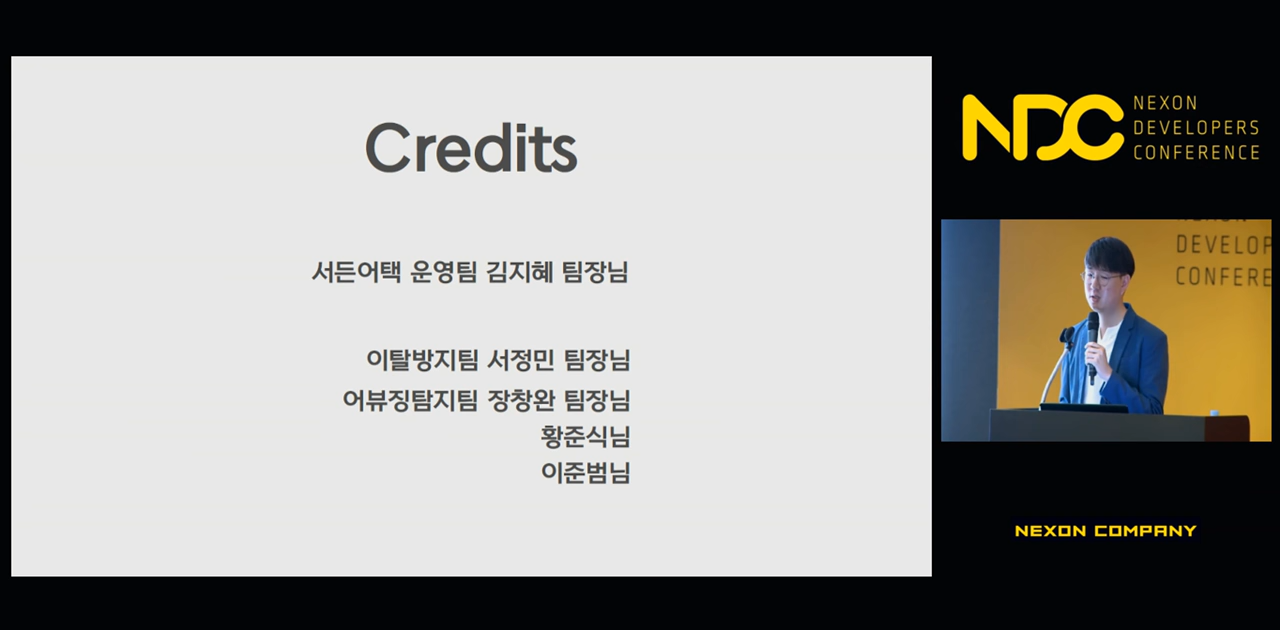 Credits
서든어택 운영팀 김지혜 팀장님
이탈방지팀 서정민 팀장님
어뷰징탐지팀 장창완 팀장님
황준식님
이준범님
NDC
NEXON
DEVELOPERS
CONFERENCE
DEVELOP
CONFERE
NEXON COMPANY